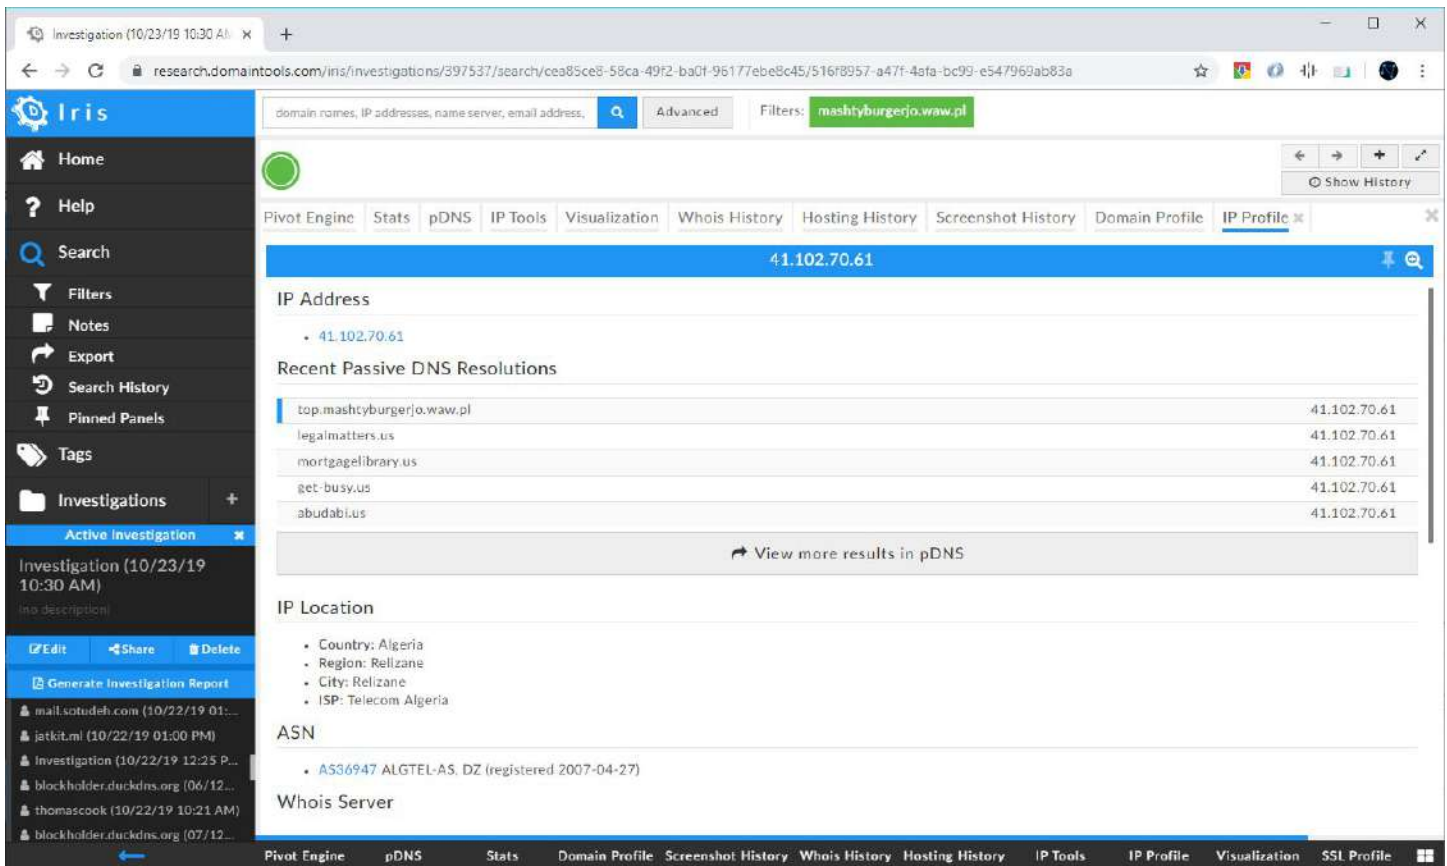 Investigation (10/23/19 10:30 AM
research.domaintools.com/iris/investigations/397537/search/cea85ce8-58ca-49f2-ba0f-96177ebe8c45/516f8957-a47f-4afa-bc99-e547969ab83a
Iris
domain names, IP addresses, name server, email address,
Advanced
Filters: mashtyburgerjo.waw.pl
Home
Show History
Help
Pivot Engine Stats pDNS IP Tools Visualization Whois History Hosting History Screenshot History Domain Profile IP Profile
Search
41.102.70.61
Filters
IP Address
Notes
41.102.70.61
Export
Recent Passive DNS Resolutions
Search History
top.mashtyburgerjo.waw.pl 41.102.70.61
Pinned Panels
legalmatters.us 41.102.70.61
Tags
mortgagelibrary.us 41.102.70.61
get-busy.us 41.102.70.61
Investigations +
abudabi.us 41.102.70.61
Active Investigation
View more results in pDNS
Investigation (10/23/19
10:30 AM)
(no description)
IP Location
Edit Share Delete
Country: Algeria
Region: Relizane
City: Relizane
ISP: Telecom Algeria
Generate Investigation Report
mail.sotudeh.com (10/22/19 01:...
jatkit.ml (10/22/19 01:00 PM)
ASN
Investigation (10/22/19 12:25 P...
AS36947 ALGTEL-AS, DZ (registered 2007-04-27)
blockholder.duckdns.org (06/12...
thomascook (10/22/19 10:21 AM)
Whois Server
blockholder.duckdns.org (07/12...
Pivot Engine pDNS Stats Domain Profile Screenshot History Whois History Hosting History IP Tools IP Profile Visualization SSL Profile